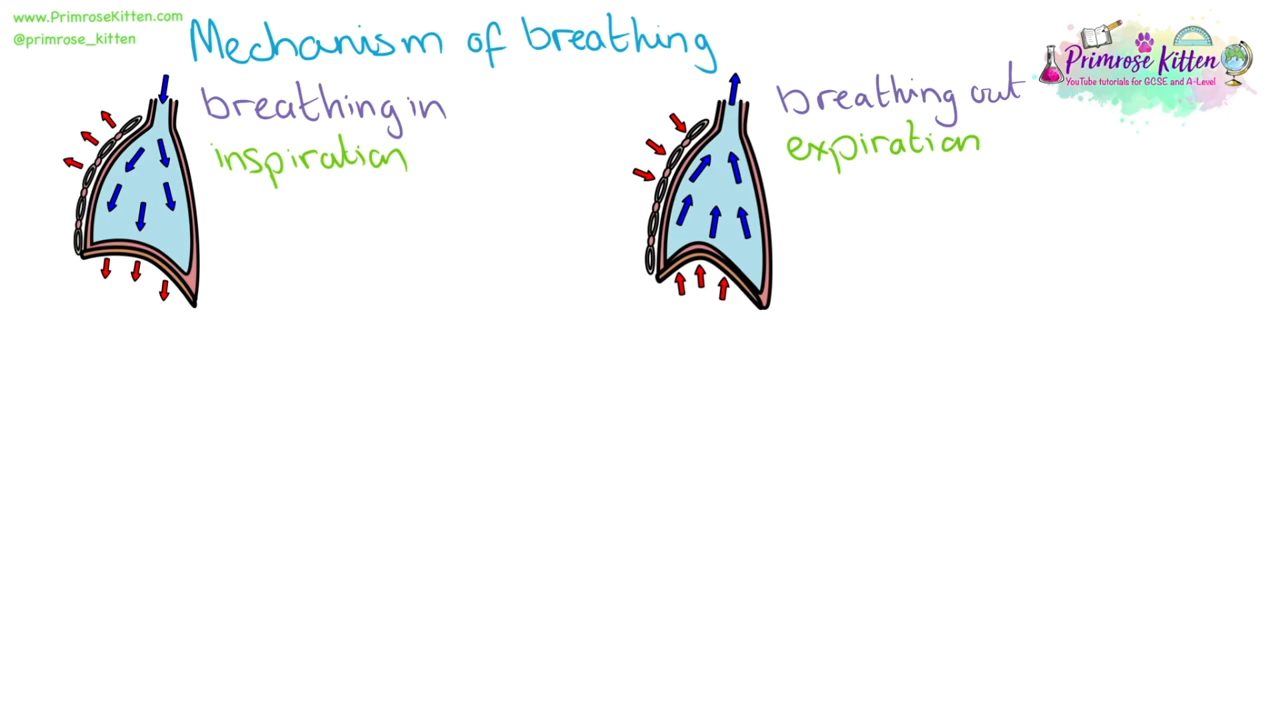 www.PrimroseKitten.com
@primrose_kitten
Mechanism of breathing
Primrose Kitten
YouTube tutorials for GCSE and A-Level
breathing in
inspiration
breathing out
expiration